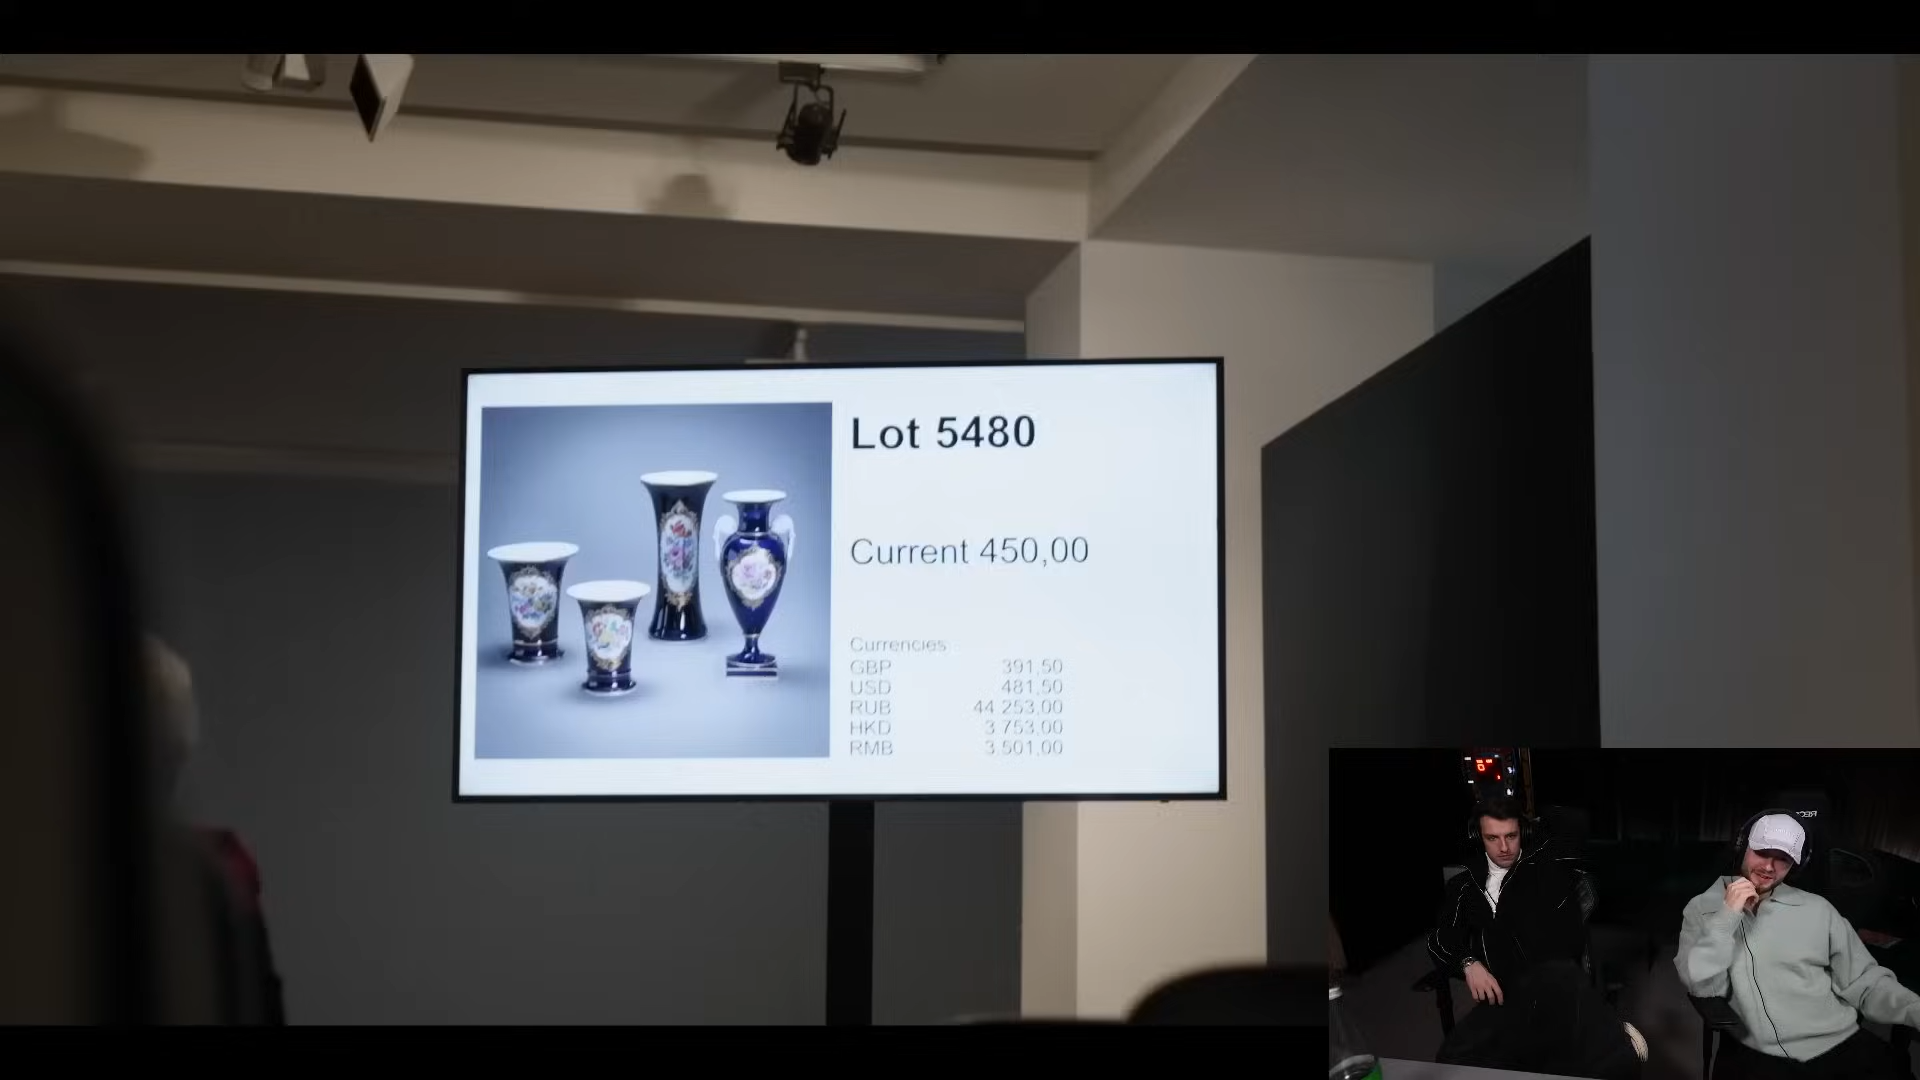 Lot 5480
Current 450,00
Currencies
GBP 391,50
USD 481,50
RUB 44 253,00
HKD 3 753,00
RMB 3 501,00